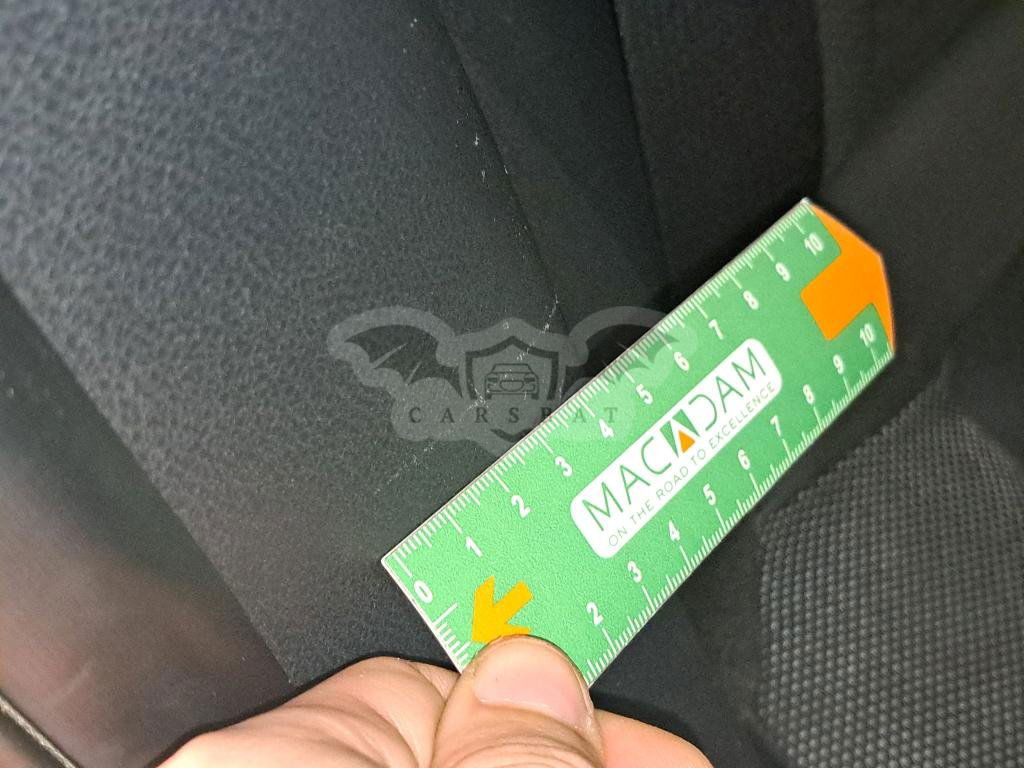 CARSBAT
0 1 2 3 4 5 6 7 8 9 10
MACADAM
ON THE ROAD TO EXCELLENCE
2 3 4 5 6 7 8 9 10